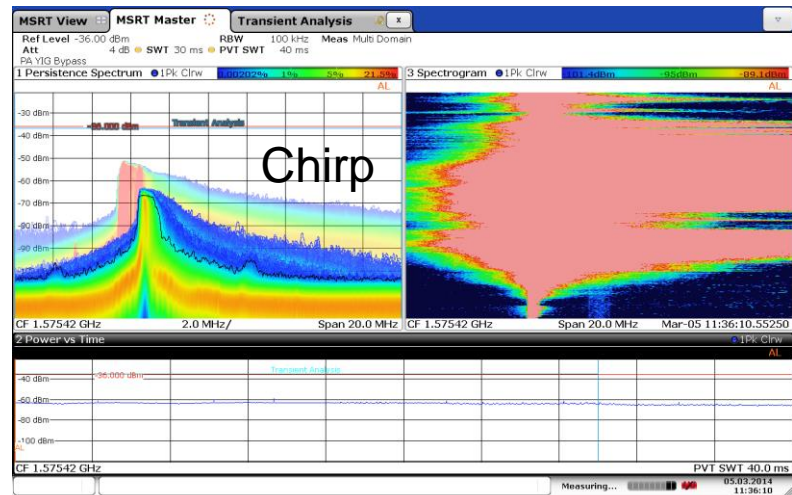 MSRT View MSRT Master Transient Analysis x
Ref Level -36.00 dBm RBW 100 kHz Meas Multi Domain
Att 4 dB SWT 30 ms PVT SWT 40 ms
PA YIG Bypass
1 Persistence Spectrum 1Pk Clrw 0.00202% 1% 5% 21.5%
3 Spectrogram 1Pk Clrw -101.4dBm -95dBm -89.1dBm
AL
-30 dBm
-36.000 dBm Transient Analysis
-40 dBm
-50 dBm
Chirp
-60 dBm
-70 dBm
-80 dBm
-90 dBm
CF 1.57542 GHz 2.0 MHz/ Span 20.0 MHz
CF 1.57542 GHz Span 20.0 MHz Mar-05 11:36:10.55250
2 Power vs Time 1Pk Clrw
AL
Transient Analysis
-36.000 dBm
-40 dBm
-60 dBm
-80 dBm
-100 dBm
AL
CF 1.57542 GHz PVT SWT 40.0 ms
Measuring... 05.03.2014
11:36:10